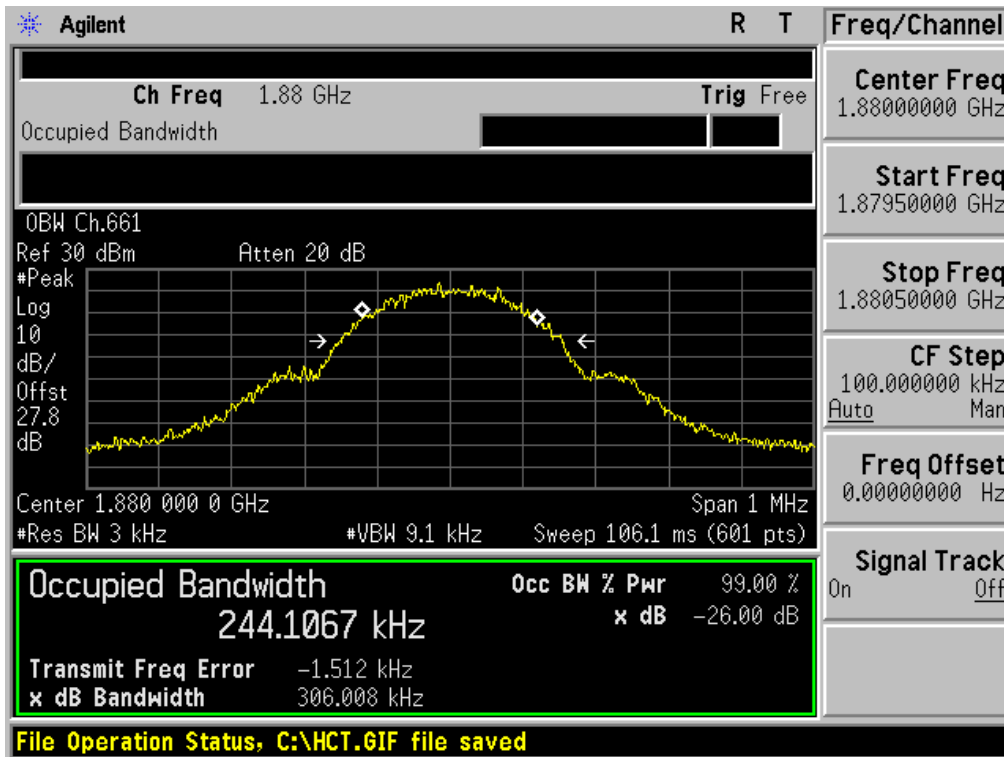 Agilent R T
Freq/Channel
Ch Freq 1.88 GHz Trig Free
Occupied Bandwidth
OBW Ch.661
Ref 30 dBm Atten 20 dB
#Peak
Log
10
dB/
Offst
27.8
dB
Center 1.880 000 0 GHz Span 1 MHz
#Res BW 3 kHz #VBW 9.1 kHz Sweep 106.1 ms (601 pts)
Occupied Bandwidth Occ BW % Pwr 99.00 %
244.1067 kHz x dB -26.00 dB
Transmit Freq Error -1.512 kHz
x dB Bandwidth 306.008 kHz
Center Freq
1.88000000 GHz
Start Freq
1.87950000 GHz
Stop Freq
1.88050000 GHz
CF Step
100.000000 kHz
Auto Man
Freq Offset
0.00000000 Hz
Signal Track
On Off
File Operation Status, C:\HCT.GIF file saved